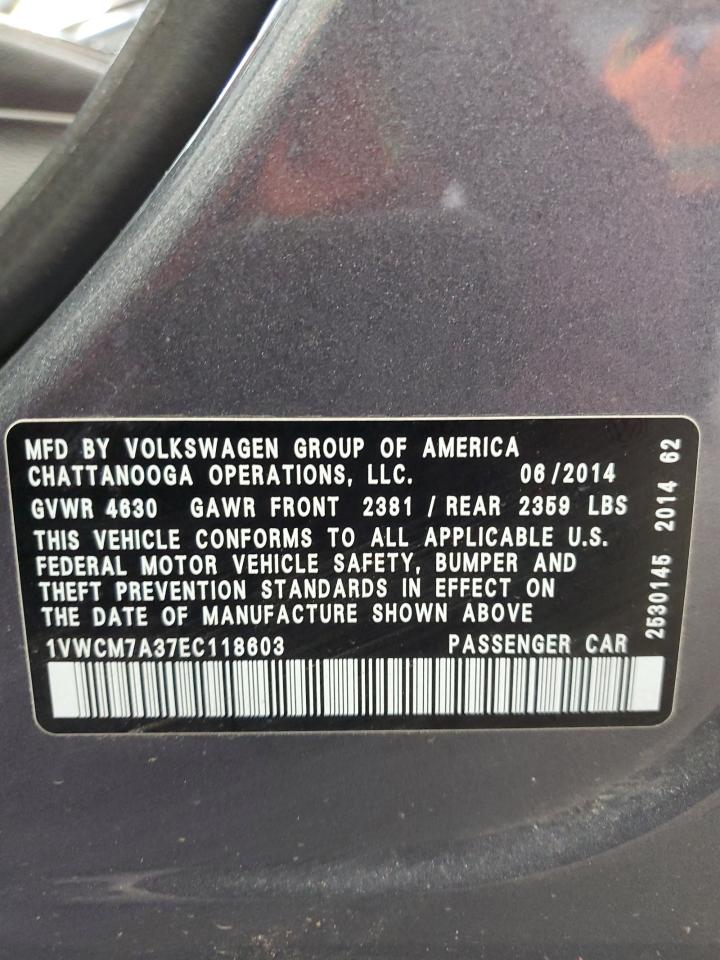 MFD BY VOLKSWAGEN GROUP OF AMERICA
CHATTANOOGA OPERATIONS, LLC. 06/2014
GVWR 4630 GAWR FRONT 2381 / REAR 2359 LBS
THIS VEHICLE CONFORMS TO ALL APPLICABLE U.S.
FEDERAL MOTOR VEHICLE SAFETY, BUMPER AND
THEFT PREVENTION STANDARDS IN EFFECT ON
THE DATE OF MANUFACTURE SHOWN ABOVE
1VWCM7A37EC118603 PASSENGER CAR
2530145 2014 62